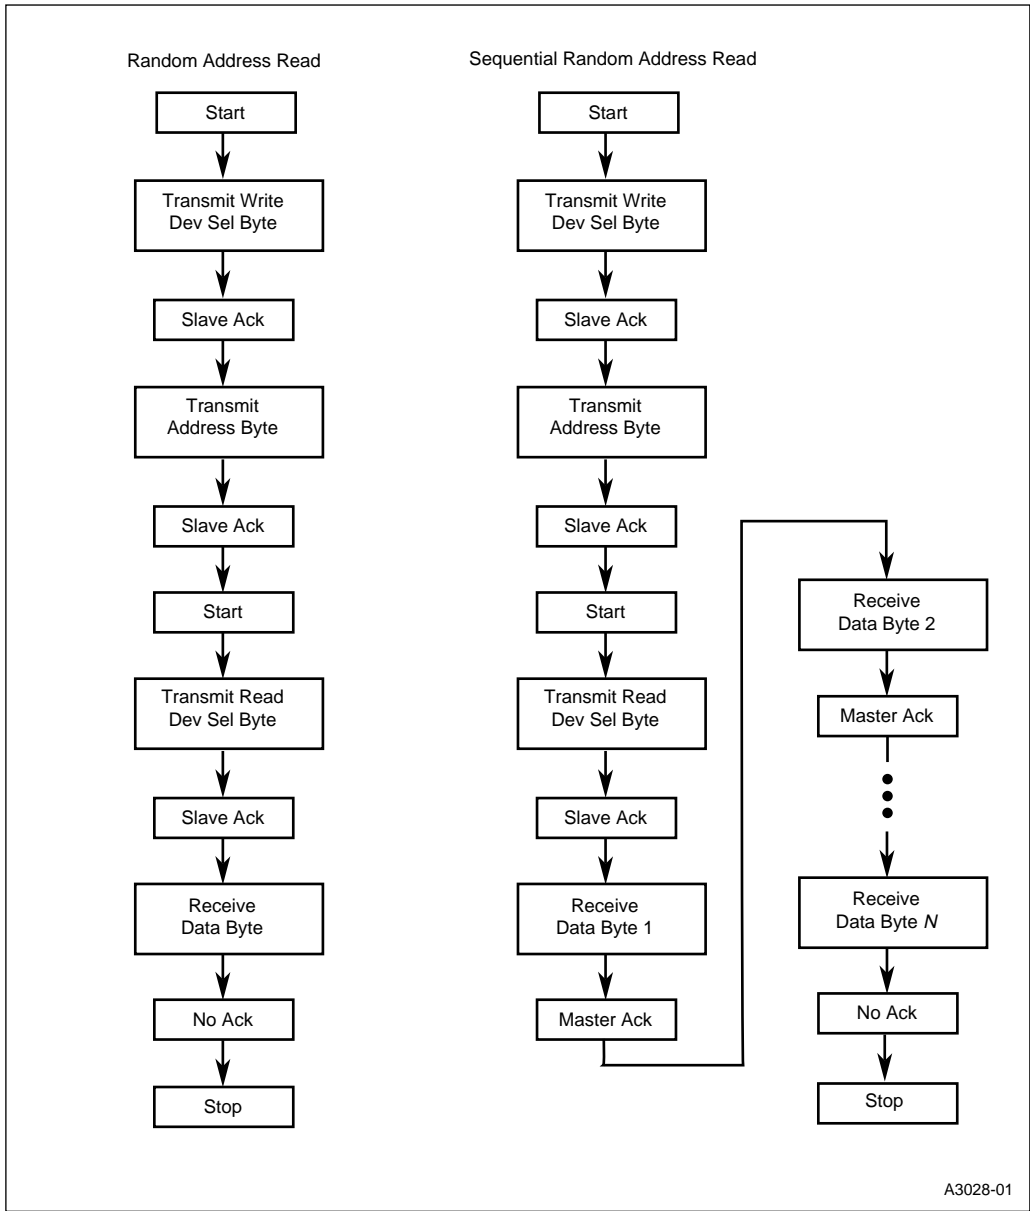 Random Address Read
Start
Transmit Write
Dev Sel Byte
Slave Ack
Transmit
Address Byte
Slave Ack
Start
Transmit Read
Dev Sel Byte
Slave Ack
Receive
Data Byte
No Ack
Stop
Sequential Random Address Read
Start
Transmit Write
Dev Sel Byte
Slave Ack
Transmit
Address Byte
Slave Ack
Start
Transmit Read
Dev Sel Byte
Slave Ack
Receive
Data Byte 1
Master Ack
Receive
Data Byte 2
Master Ack
Receive
Data Byte N
No Ack
Stop
A3028-01